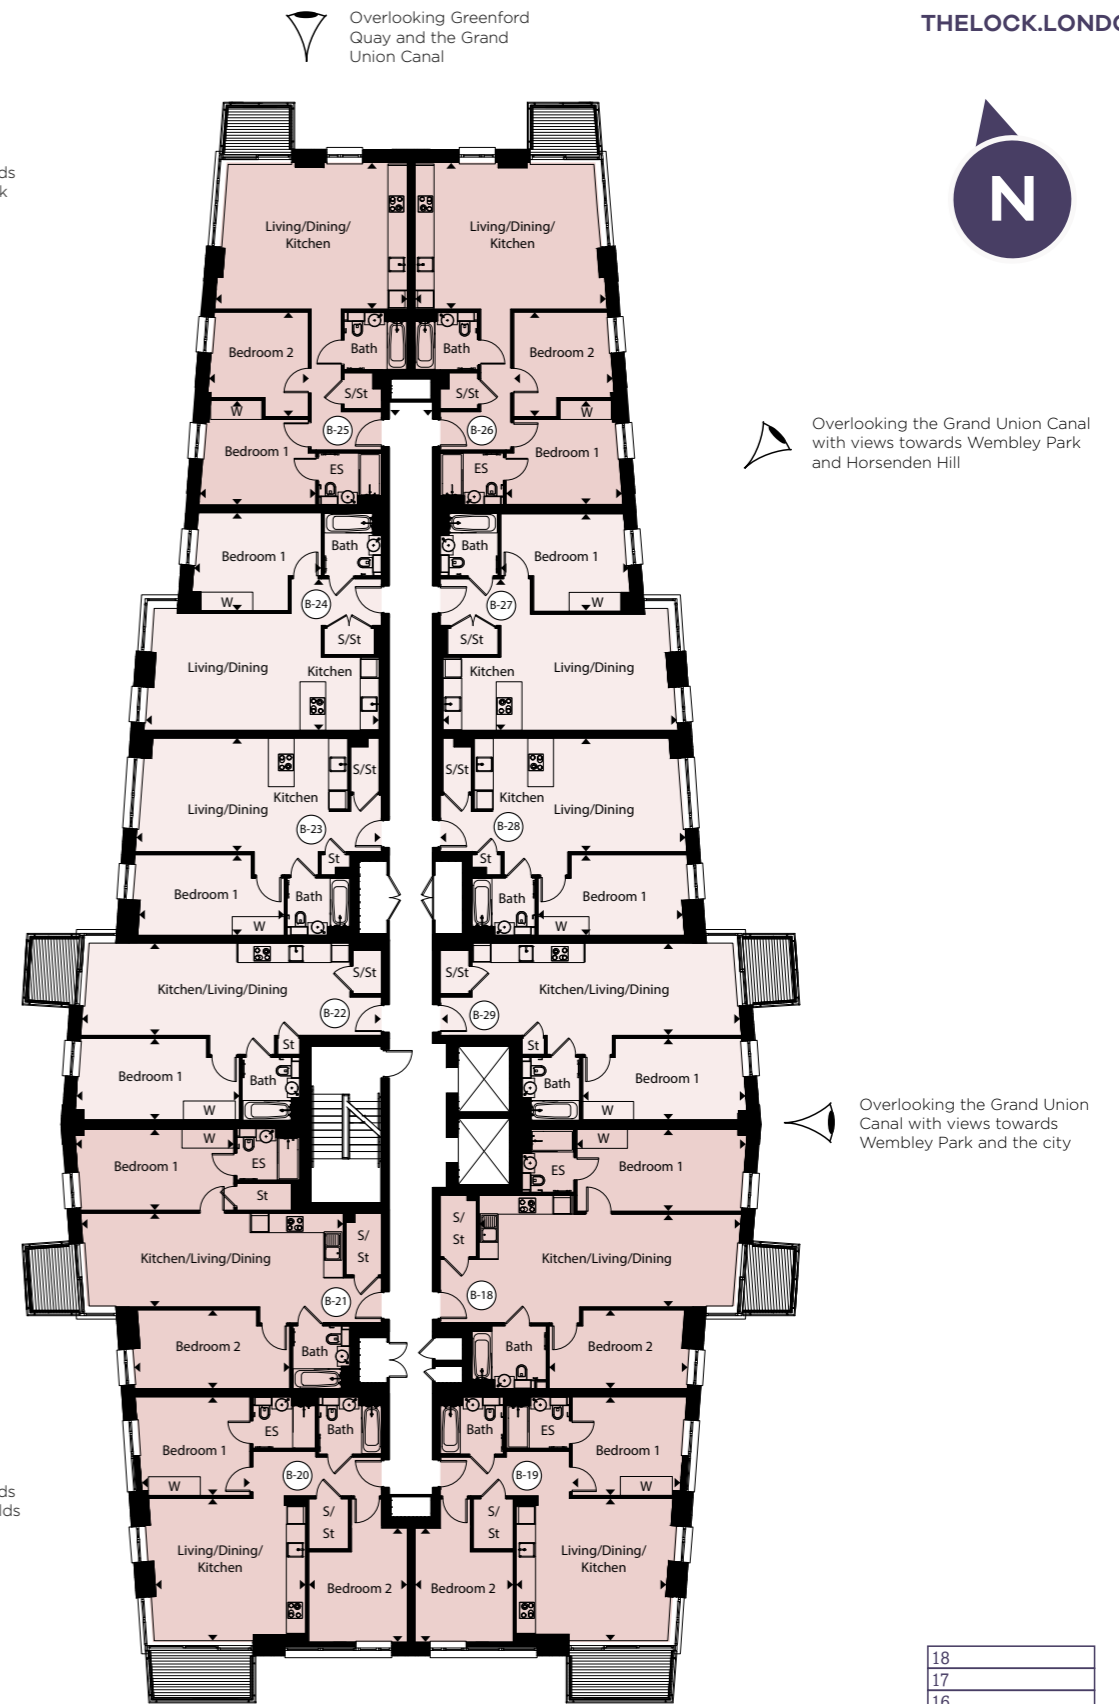 Overlooking Greenford
Quay and the Grand
Union Canal
THELOCK.LONDO
N
ds
k
Living/Dining/
Kitchen
Living/Dining/
Kitchen
Bedroom 2
Bath
Bath
Bedroom 2
S/St
S/St
W
W
B-25
B-26
Bedroom 1
ES
ES
Bedroom 1
Overlooking the Grand Union Canal
with views towards Wembley Park
and Horsenden Hill
Bedroom 1
Bath
Bath
Bedroom 1
W
B-24
B-27
W
S/St
S/St
Living/Dining
Kitchen
Kitchen
Living/Dining
S/St
S/St
Kitchen
Kitchen
Living/Dining
Living/Dining
B-23
B-28
St
St
Bedroom 1
Bath
Bath
Bedroom 1
W
W
S/St
S/St
Kitchen/Living/Dining
Kitchen/Living/Dining
B-22
B-29
St
St
Bedroom 1
Bath
Bath
Bedroom 1
W
W
Overlooking the Grand Union
Canal with views towards
Wembley Park and the city
W
W
Bedroom 1
ES
ES
Bedroom 1
St
S/
St
S/
St
Kitchen/Living/Dining
Kitchen/Living/Dining
B-21
B-18
Bedroom 2
Bath
Bath
Bedroom 2
ES
Bath
Bath
ES
Bedroom 1
Bedroom 1
W
B-20
B-19
W
ds
lds
S/
St
S/
St
Living/Dining/
Kitchen
Living/Dining/
Kitchen
Bedroom 2
Bedroom 2
18
17
16